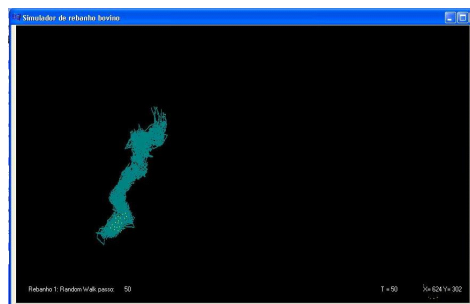 Simulador de rebanho bovino
Rebanho 1: Random Walk passo: 50 T = 50 X= 624 Y= 302